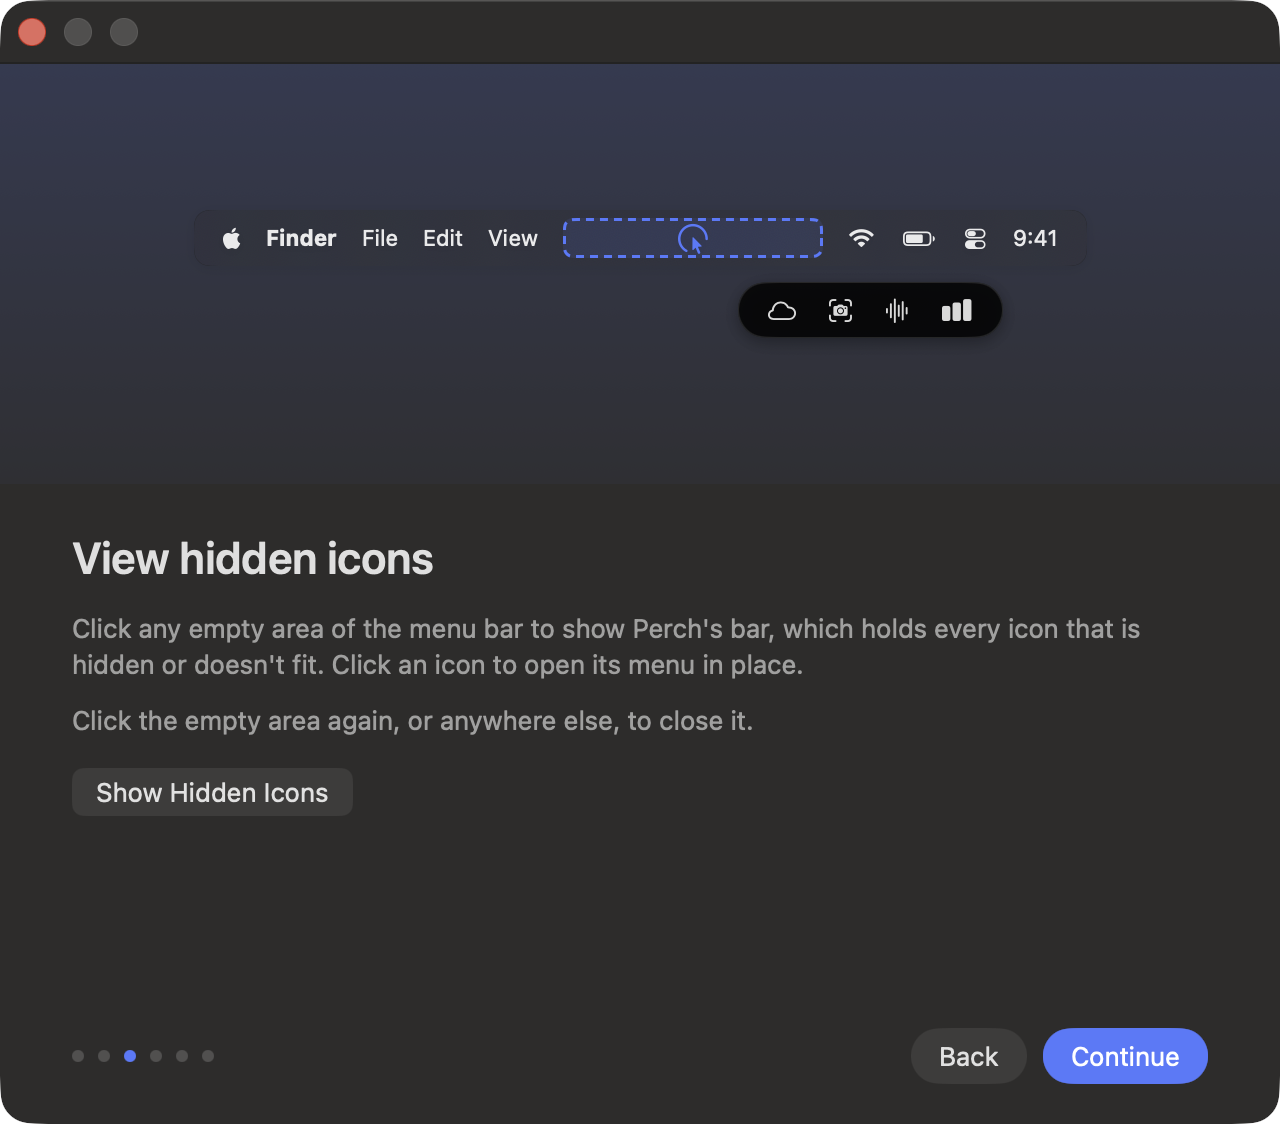 Finder File Edit View 9:41
View hidden icons
Click any empty area of the menu bar to show Perch's bar, which holds every icon that is
hidden or doesn't fit. Click an icon to open its menu in place.
Click the empty area again, or anywhere else, to close it.
Show Hidden Icons
Back Continue